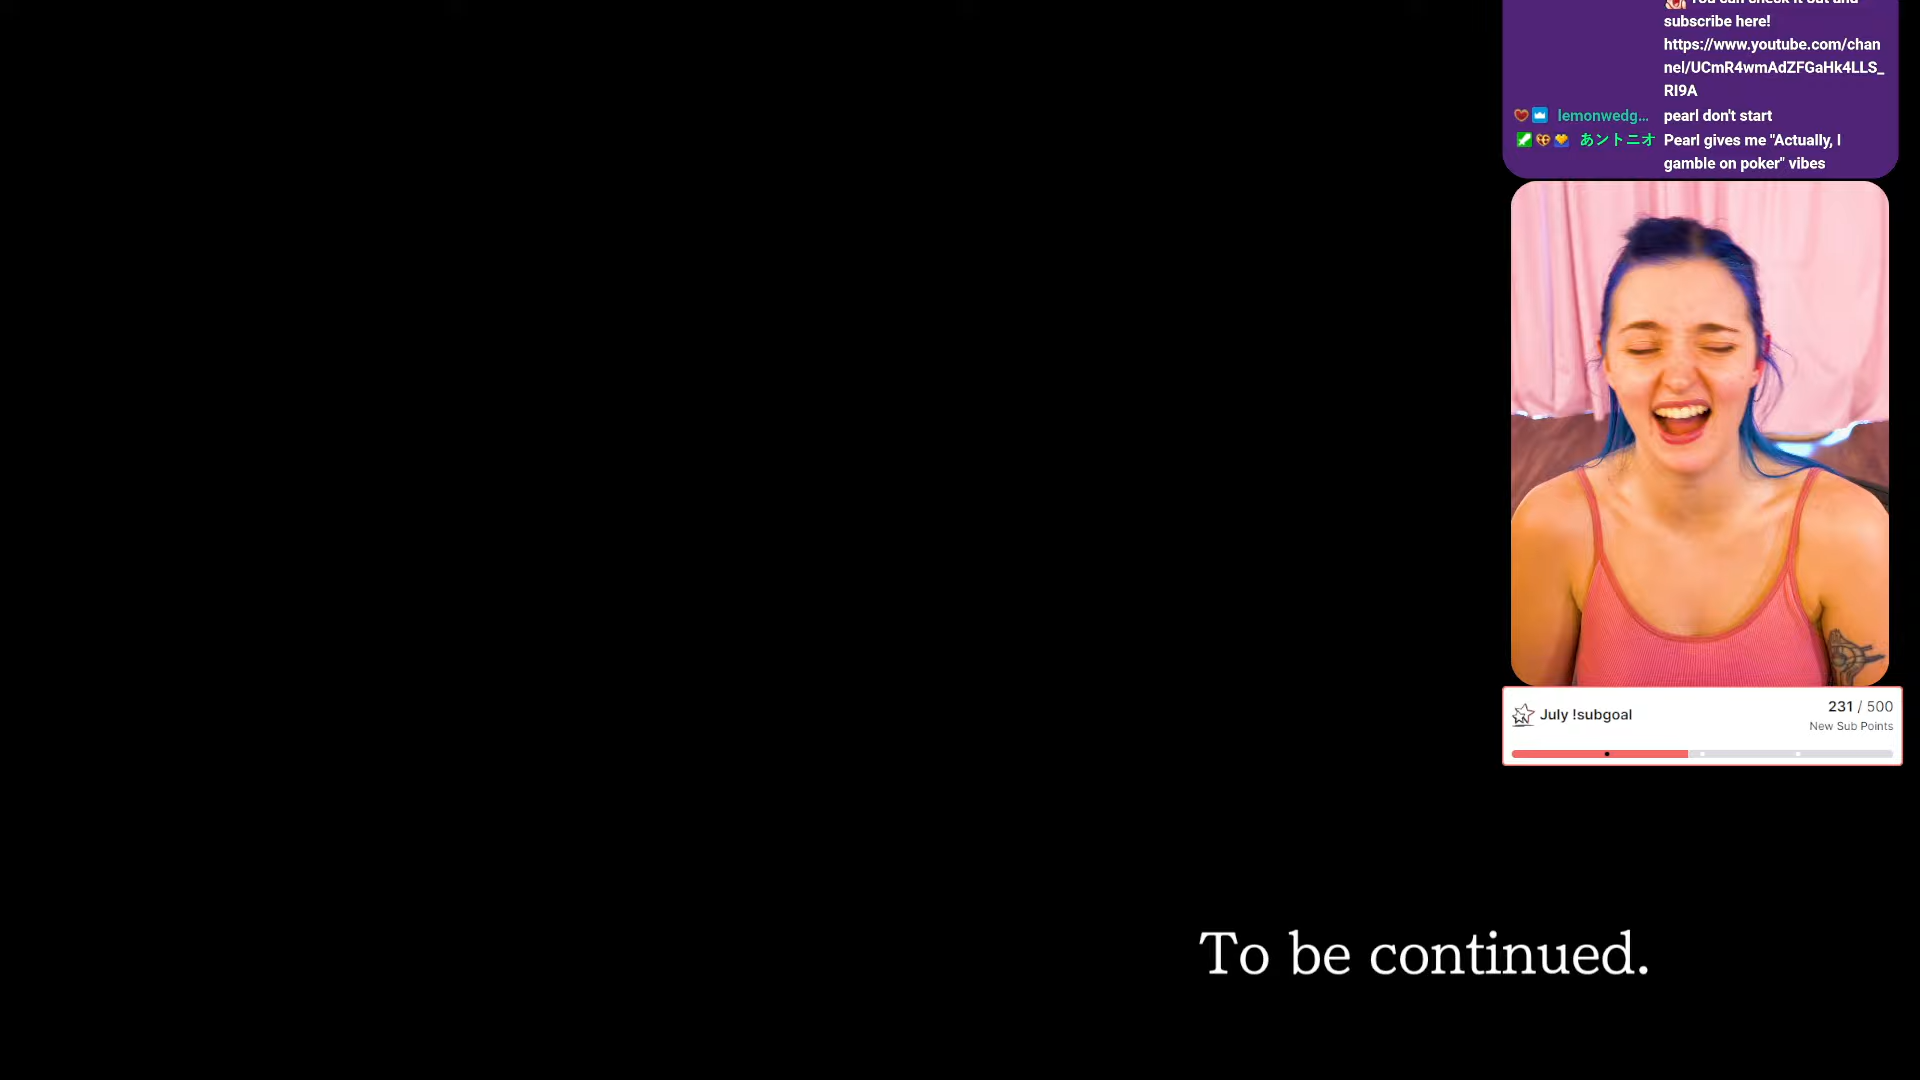 subscribe here!
https://www.youtube.com/chan
nel/UCmR4wmAdZFGaHk4LLS_
RI9A
lemonwedg... pearl don't start
あントニオ Pearl gives me "Actually, I
gamble on poker" vibes
July !subgoal
231 / 500
New Sub Points
To be continued.